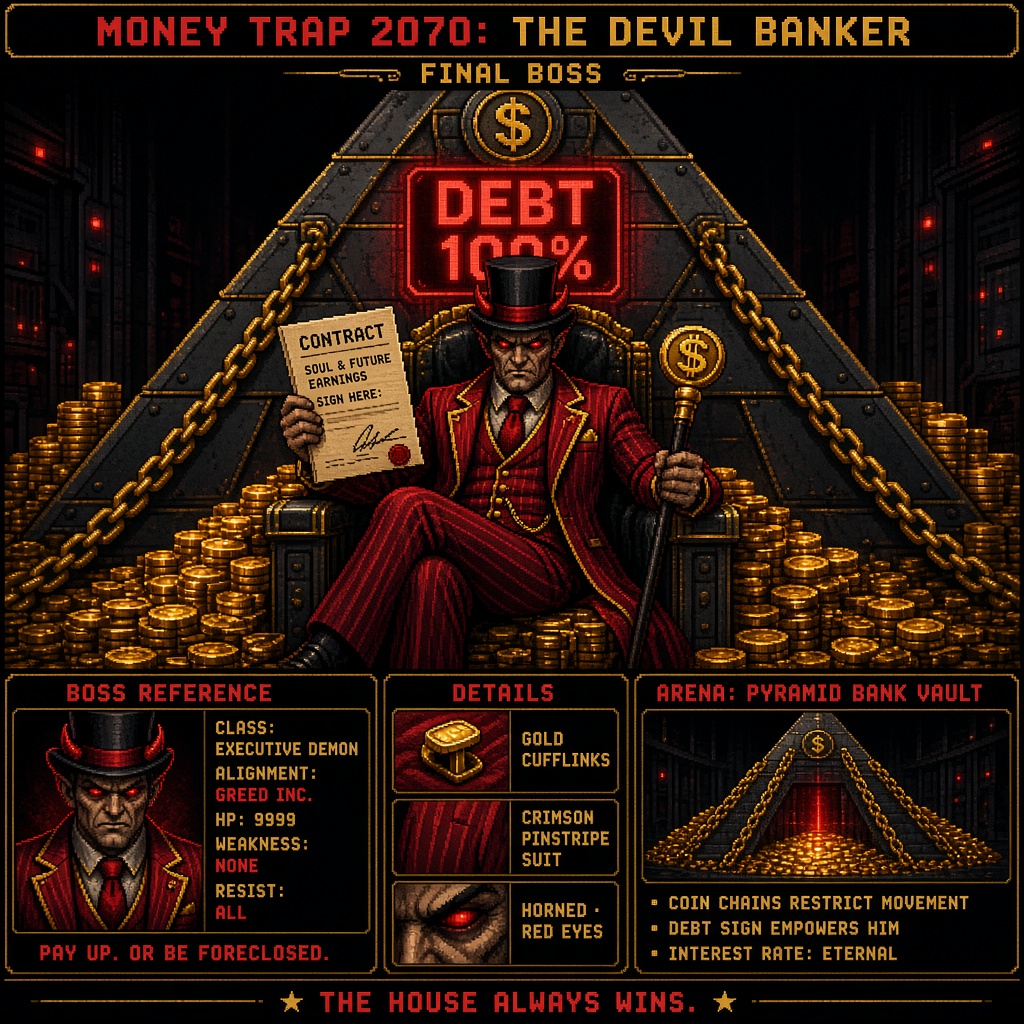 MONEY TRAP 2070: THE DEVIL BANKER
FINAL BOSS
$
DEBT
100%
CONTRACT
SOUL & FUTURE
EARNINGS
SIGN HERE:
$
BOSS REFERENCE
CLASS:
EXECUTIVE DEMON
ALIGNMENT:
GREED INC.
HP: 9999
WEAKNESS:
NONE
RESIST:
ALL
PAY UP. OR BE FORECLOSED.
DETAILS
GOLD
CUFFLINKS
CRIMSON
PINSTRIPE
SUIT
HORNED ·
RED EYES
ARENA: PYRAMID BANK VAULT
$
• COIN CHAINS RESTRICT MOVEMENT
• DEBT SIGN EMPOWERS HIM
• INTEREST RATE: ETERNAL
★ THE HOUSE ALWAYS WINS. ★